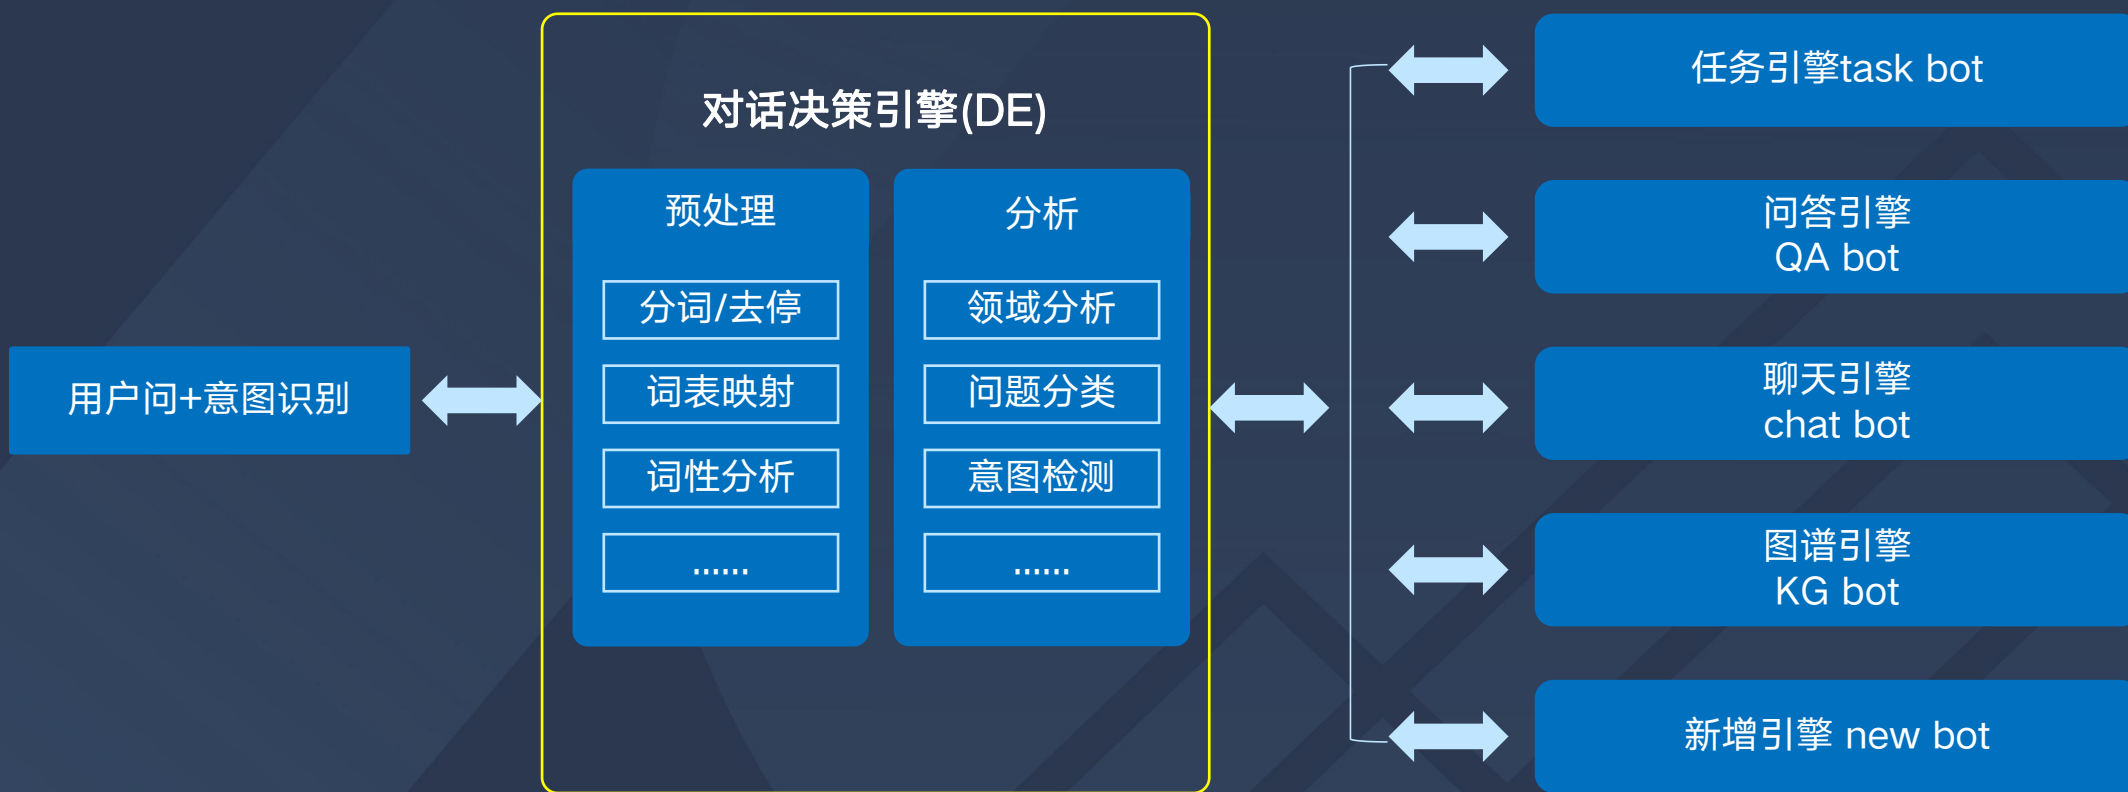 用户问+意图识别
对话决策引擎(DE)
预处理
分词/去停
词表映射
词性分析
......
分析
领域分析
问题分类
意图检测
......
任务引擎task bot
问答引擎
QA bot
聊天引擎
chat bot
图谱引擎
KG bot
新增引擎 new bot